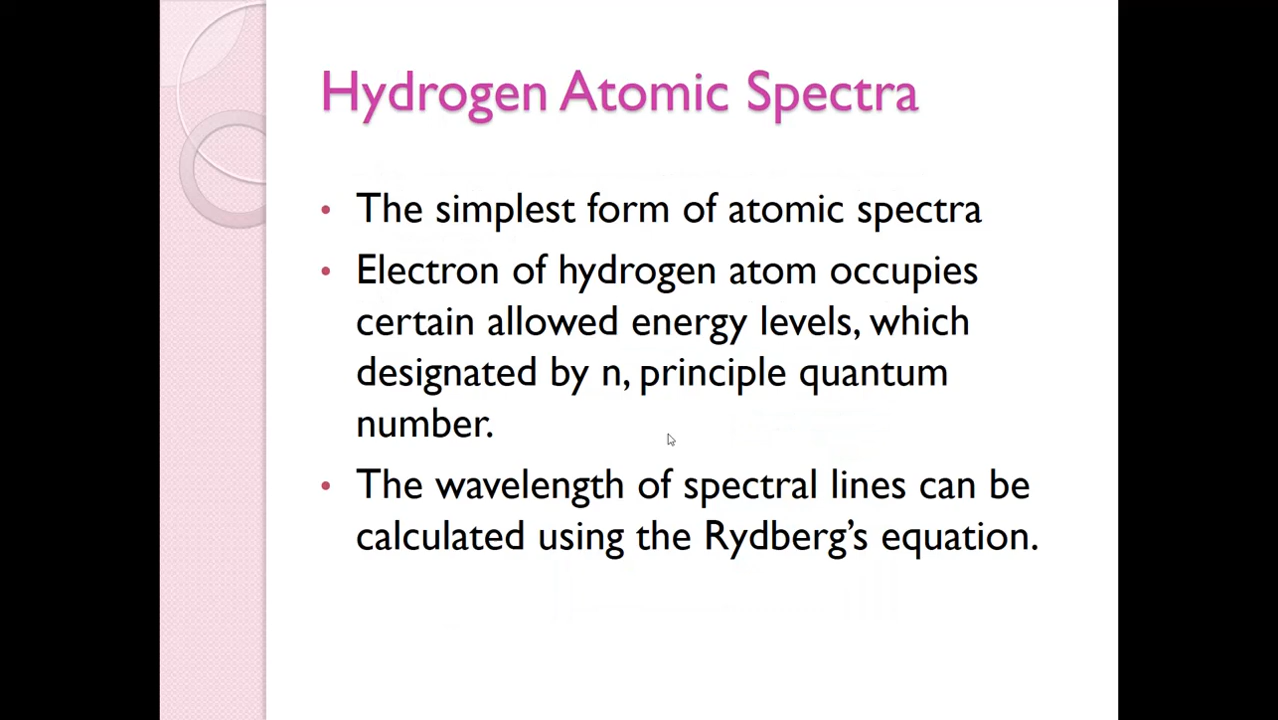 Hydrogen Atomic Spectra
• The simplest form of atomic spectra
• Electron of hydrogen atom occupies
certain allowed energy levels, which
designated by n, principle quantum
number.
• The wavelength of spectral lines can be
calculated using the Rydberg’s equation.